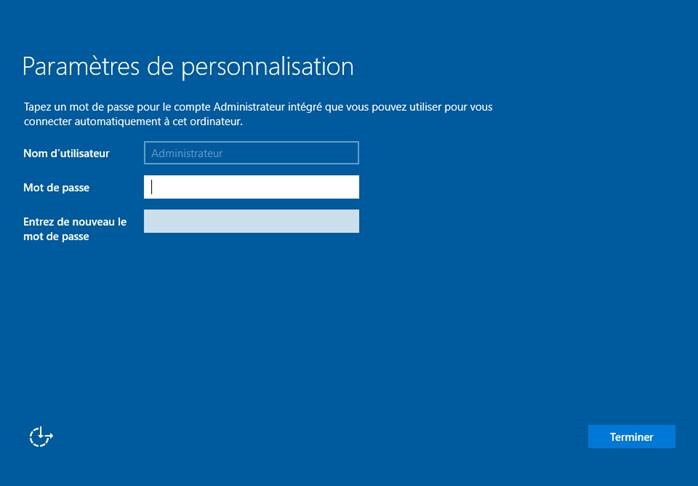 Paramètres de personnalisation
Tapez un mot de passe pour le compte Administrateur intégré que vous pouvez utiliser pour vous
connecter automatiquement à cet ordinateur.
Nom d'utilisateur
Administrateur
Mot de passe
Entrez de nouveau le
mot de passe
Terminer